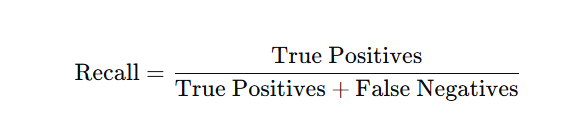 Recall = True Positives / True Positives + False Negatives